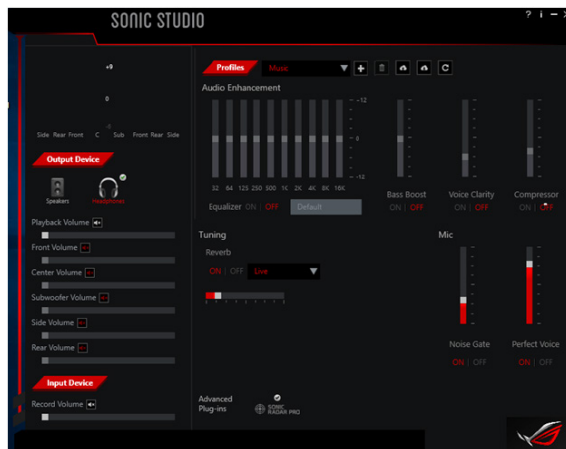 SONIC STUDIO
? i
+9
0
-9
Side Rear Front C Sub Front Rear Side
Output Device
Speakers
Headphones
Playback Volume
Front Volume
Center Volume
Subwoofer Volume
Side Volume
Rear Volume
Input Device
Record Volume
Profiles
Music
Audio Enhancement
-12
- 0
-12
32 64 125 250 500 1K 2K 4K 8K 16K
Equalizer ON | OFF Default
Bass Boost
ON | OFF
Voice Clarity
ON | OFF
Compressor
ON | OFF
Tuning
Reverb
ON | OFF Live
Mic
Noise Gate
ON | OFF
Perfect Voice
ON | OFF
Advanced
Plug-ins
SONIC
RADAR PRO